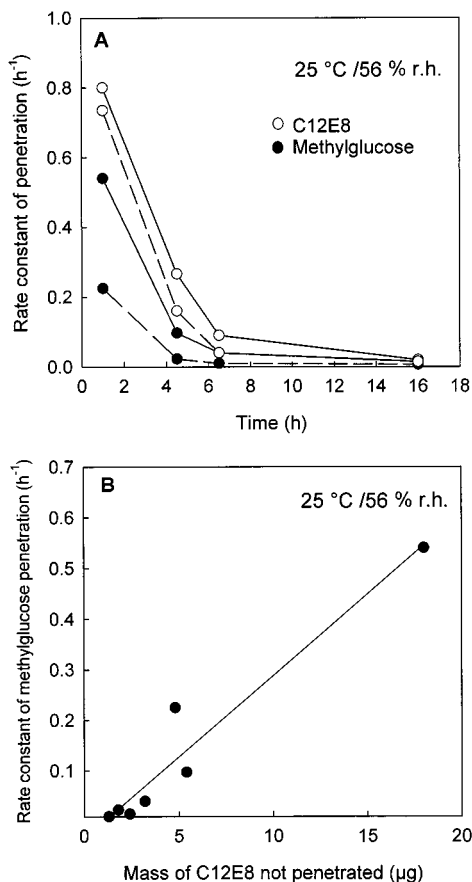 A
25 °C /56 % r.h.
C12E8
Methylglucose
Rate constant of penetration (h⁻¹)
1.0
0.8
0.6
0.4
0.2
0.0
0 2 4 6 8 10 12 14 16 18
Time (h)
B
25 °C /56 % r.h.
Rate constant of methylglucose penetration (h⁻¹)
0.7
0.6
0.5
0.4
0.3
0.2
0.1
0 5 10 15 20
Mass of C12E8 not penetrated (µg)